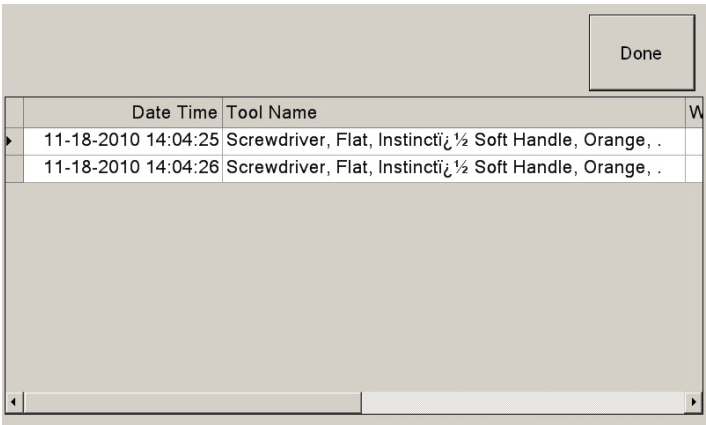 Done
Date Time Tool Name W
11-18-2010 14:04:25 Screwdriver, Flat, Instinctï¿½ Soft Handle, Orange, .
11-18-2010 14:04:26 Screwdriver, Flat, Instinctï¿½ Soft Handle, Orange, .